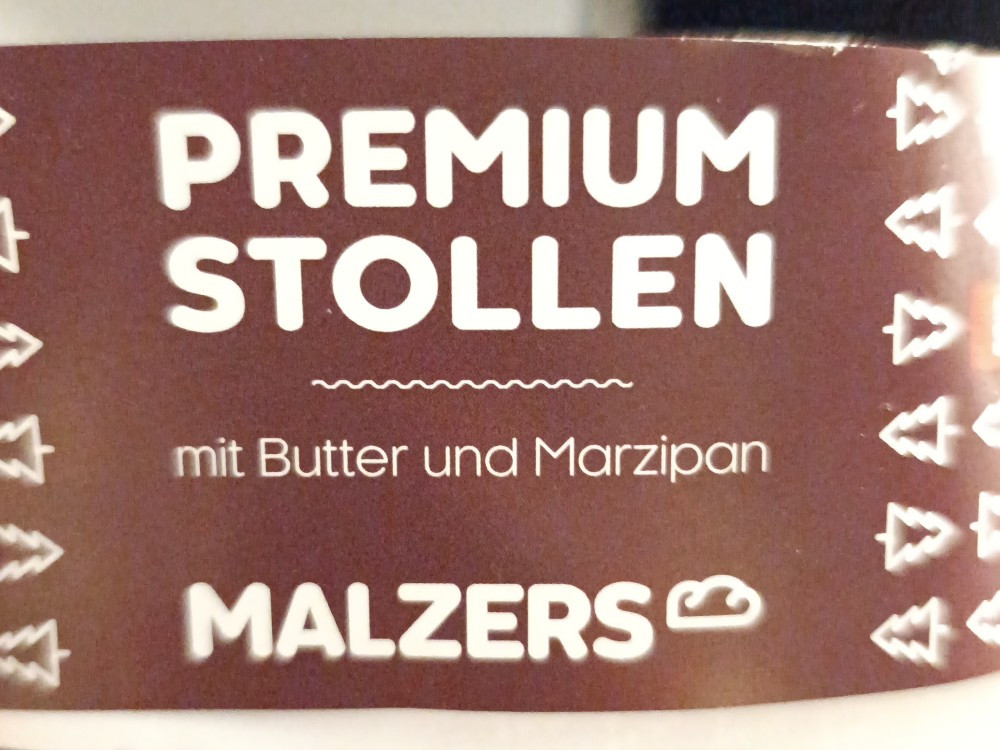 PREMIUM
STOLLEN
mit Butter und Marzipan
MALZERS